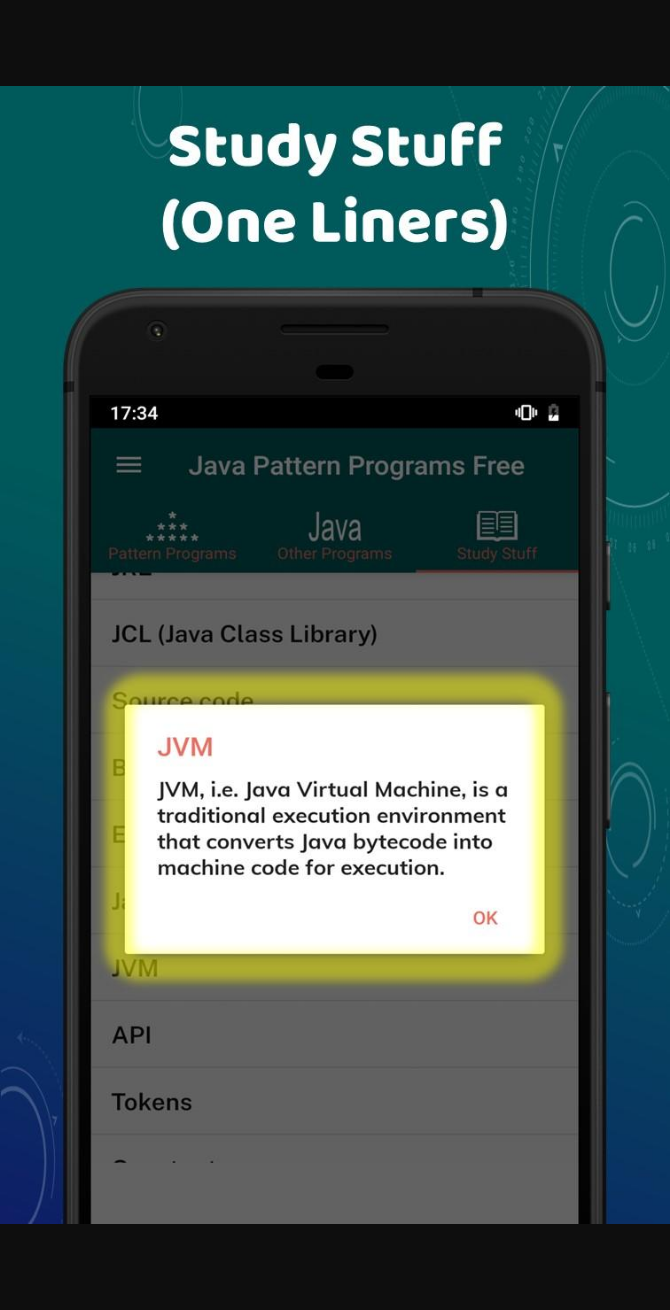 Study Stuff
(One Liners)
17:34
Java Pattern Programs Free
Java
Pattern Programs
Other Programs
Study Stuff
JCL (Java Class Library)
Source code
JVM
JVM, i.e. Java Virtual Machine, is a
traditional execution environment
that converts Java bytecode into
machine code for execution.
OK
JVM
API
Tokens